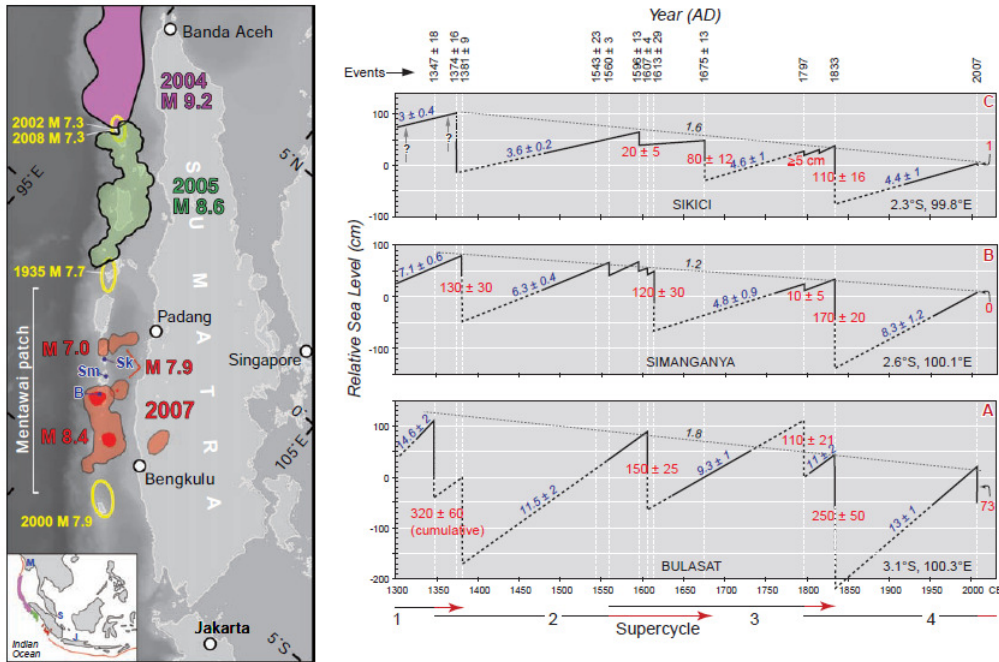 Banda Aceh
2004
M 9.2
2002 M 7.3
2008 M 7.3
95°E
5°N
2005
M 8.6
SUMATRA
1935 M 7.7
Padang
Singapore
M 7.0
Sk
Sm
M 7.9
B
Mentawai patch
2007
0°
105°E
M 8.4
Bengkulu
2000 M 7.9
M
S
J
Indian
Ocean
Jakarta
5°S
Year (AD)
Events
1347 ± 18
1374 ± 16
1381 ± 9
1543 ± 23
1560 ± 3
1596 ± 13
1607 ± 4
1613 ± 29
1675 ± 13
1797
1833
2007
Relative Sea Level (cm)
C
100
0
-100
3 ± 0.4
?
?
3.6 ± 0.2
1.6
20 ± 5
80 ± 12
4.6 ± 1
≥5 cm
110 ± 16
4.4 ± 1
1
SIKICI
2.3°S, 99.8°E
B
100
0
-100
7.1 ± 0.6
130 ± 30
6.3 ± 0.4
1.2
120 ± 30
4.8 ± 0.9
10 ± 5
170 ± 20
8.3 ± 1.2
0
SIMANGANYA
2.6°S, 100.1°E
A
100
0
-100
-200
14.6 ± 2
320 ± 60
(cumulative)
11.5 ± 2
1.8
150 ± 25
9.3 ± 1
110 ± 21
11 ± 2
250 ± 50
13 ± 1
73
BULASAT
3.1°S, 100.3°E
1300 1350 1400 1450 1500 1550 1600 1650 1700 1750 1800 1850 1900 1950 2000 CE
1 2 3 4
Supercycle